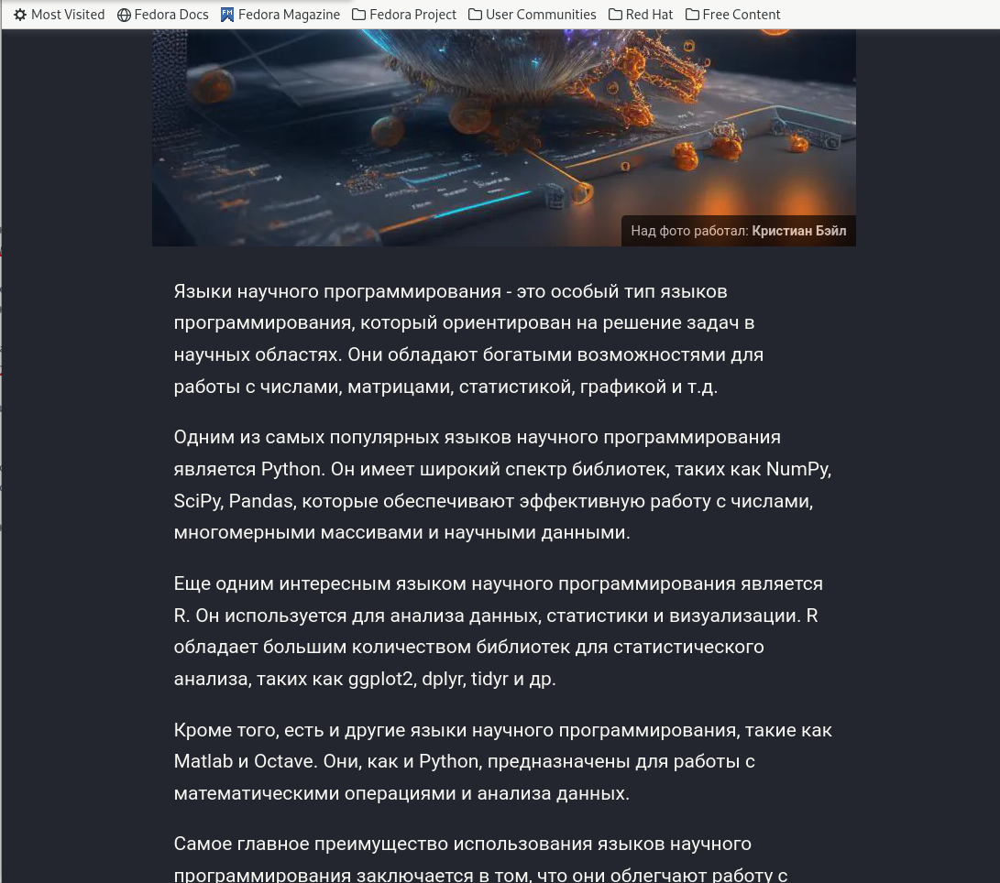 Most Visited Fedora Docs Fedora Magazine Fedora Project User Communities Red Hat Free Content
Над фото работал: Кристиан Бэйл
Языки научного программирования - это особый тип языков
программирования, который ориентирован на решение задач в
научных областях. Они обладают богатыми возможностями для
работы с числами, матрицами, статистикой, графикой и т.д.
Одним из самых популярных языков научного программирования
является Python. Он имеет широкий спектр библиотек, таких как NumPy,
SciPy, Pandas, которые обеспечивают эффективную работу с числами,
многомерными массивами и научными данными.
Еще одним интересным языком научного программирования является
R. Он используется для анализа данных, статистики и визуализации. R
обладает большим количеством библиотек для статистического
анализа, таких как ggplot2, dplyr, tidyr и др.
Кроме того, есть и другие языки научного программирования, такие как
Matlab и Octave. Они, как и Python, предназначены для работы с
математическими операциями и анализа данных.
Самое главное преимущество использования языков научного
программирования заключается в том, что они облегчают работу с